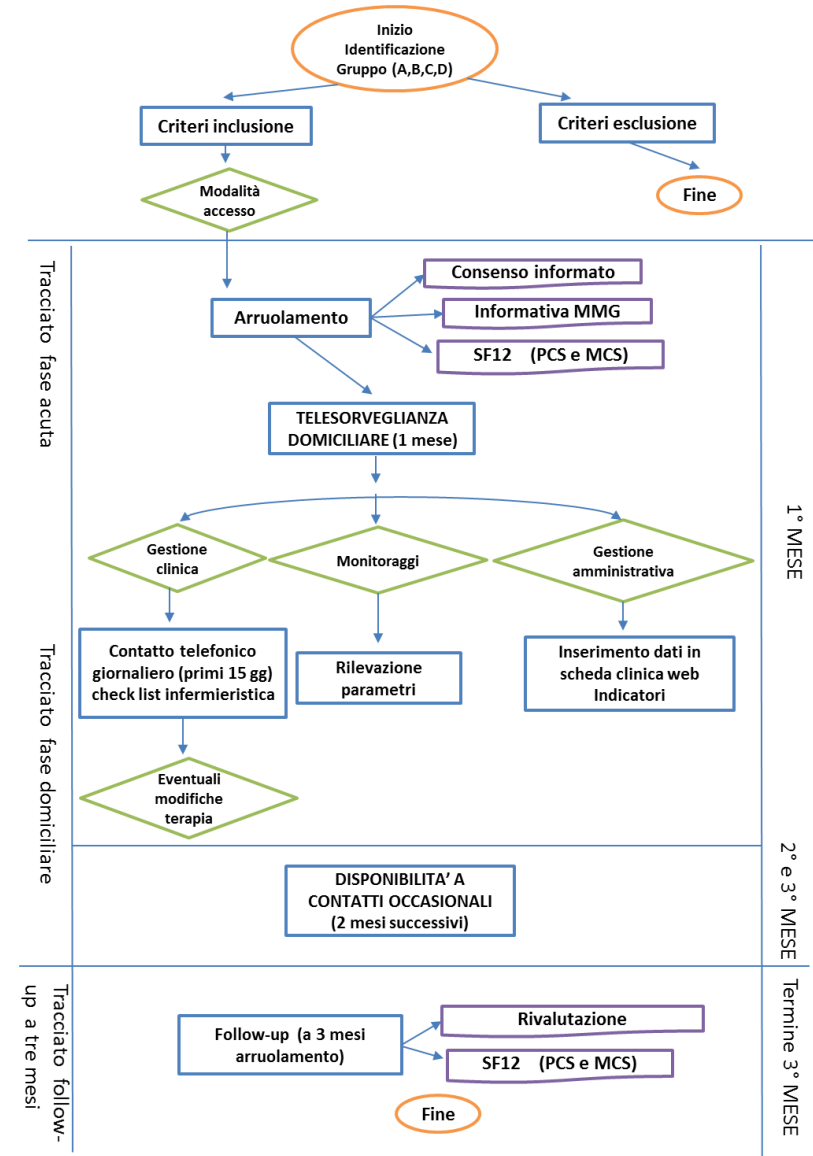 Inizio
Identificazione
Gruppo (A,B,C,D)
Criteri inclusione
Criteri esclusione
Modalità
accesso
Fine
Tracciato fase acuta
Consenso informato
Arruolamento
Informativa MMG
SF12 (PCS e MCS)
TELESORVEGLIANZA
DOMICILIARE (1 mese)
1° MESE
Gestione
clinica
Monitoraggi
Gestione
amministrativa
Tracciato fase domiciliare
Contatto telefonico
giornaliero (primi 15 gg)
check list infermieristica
Rilevazione
parametri
Inserimento dati in
scheda clinica web
Indicatori
Eventuali
modifiche
terapia
2° e 3° MESE
DISPONIBILITA’ A
CONTATTI OCCASIONALI
(2 mesi successivi)
Tracciato follow-
up a tre mesi
Termine 3° MESE
Follow-up (a 3 mesi
arruolamento)
Rivalutazione
SF12 (PCS e MCS)
Fine